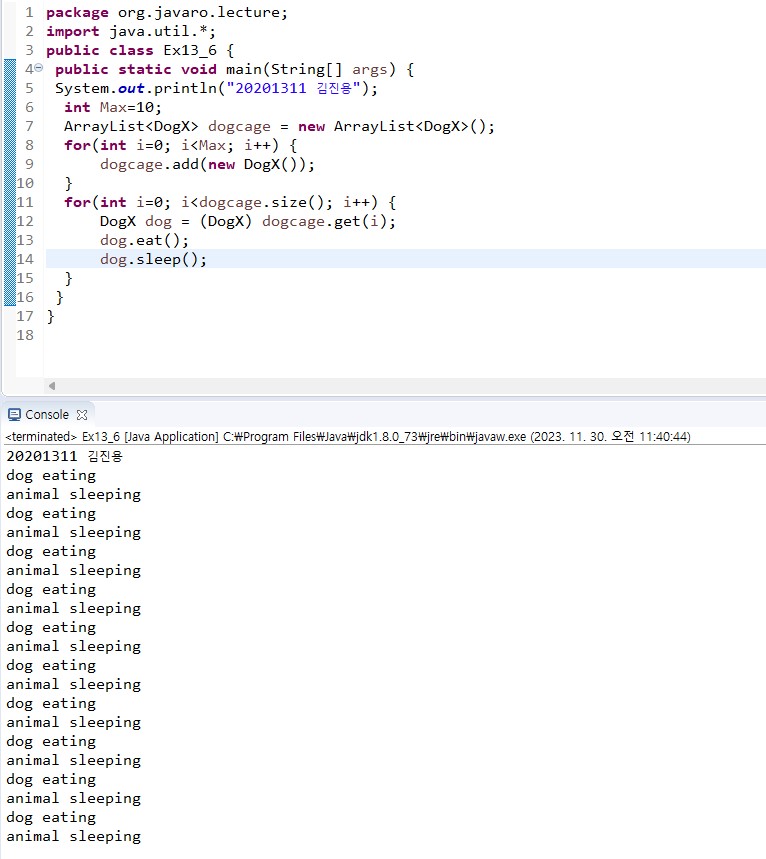 1 package org.javaro.lecture;
2 import java.util.*;
3 public class Ex13_6 {
4 public static void main(String[] args) {
5 System.out.println("20201311 김진용");
6 int Max=10;
7 ArrayList<DogX> dogcage = new ArrayList<DogX>();
8 for(int i=0; i<Max; i++) {
9 dogcage.add(new DogX());
10 }
11 for(int i=0; i<dogcage.size(); i++) {
12 DogX dog = (DogX) dogcage.get(i);
13 dog.eat();
14 dog.sleep();
15 }
16 }
17 }
18
Console
<terminated> Ex13_6 [Java Application] C:₩Program Files₩Java₩jdk1.8.0_73₩jre₩bin₩javaw.exe (2023. 11. 30. 오전 11:40:44)
20201311 김진용
dog eating
animal sleeping
dog eating
animal sleeping
dog eating
animal sleeping
dog eating
animal sleeping
dog eating
animal sleeping
dog eating
animal sleeping
dog eating
animal sleeping
dog eating
animal sleeping
dog eating
animal sleeping
dog eating
animal sleeping